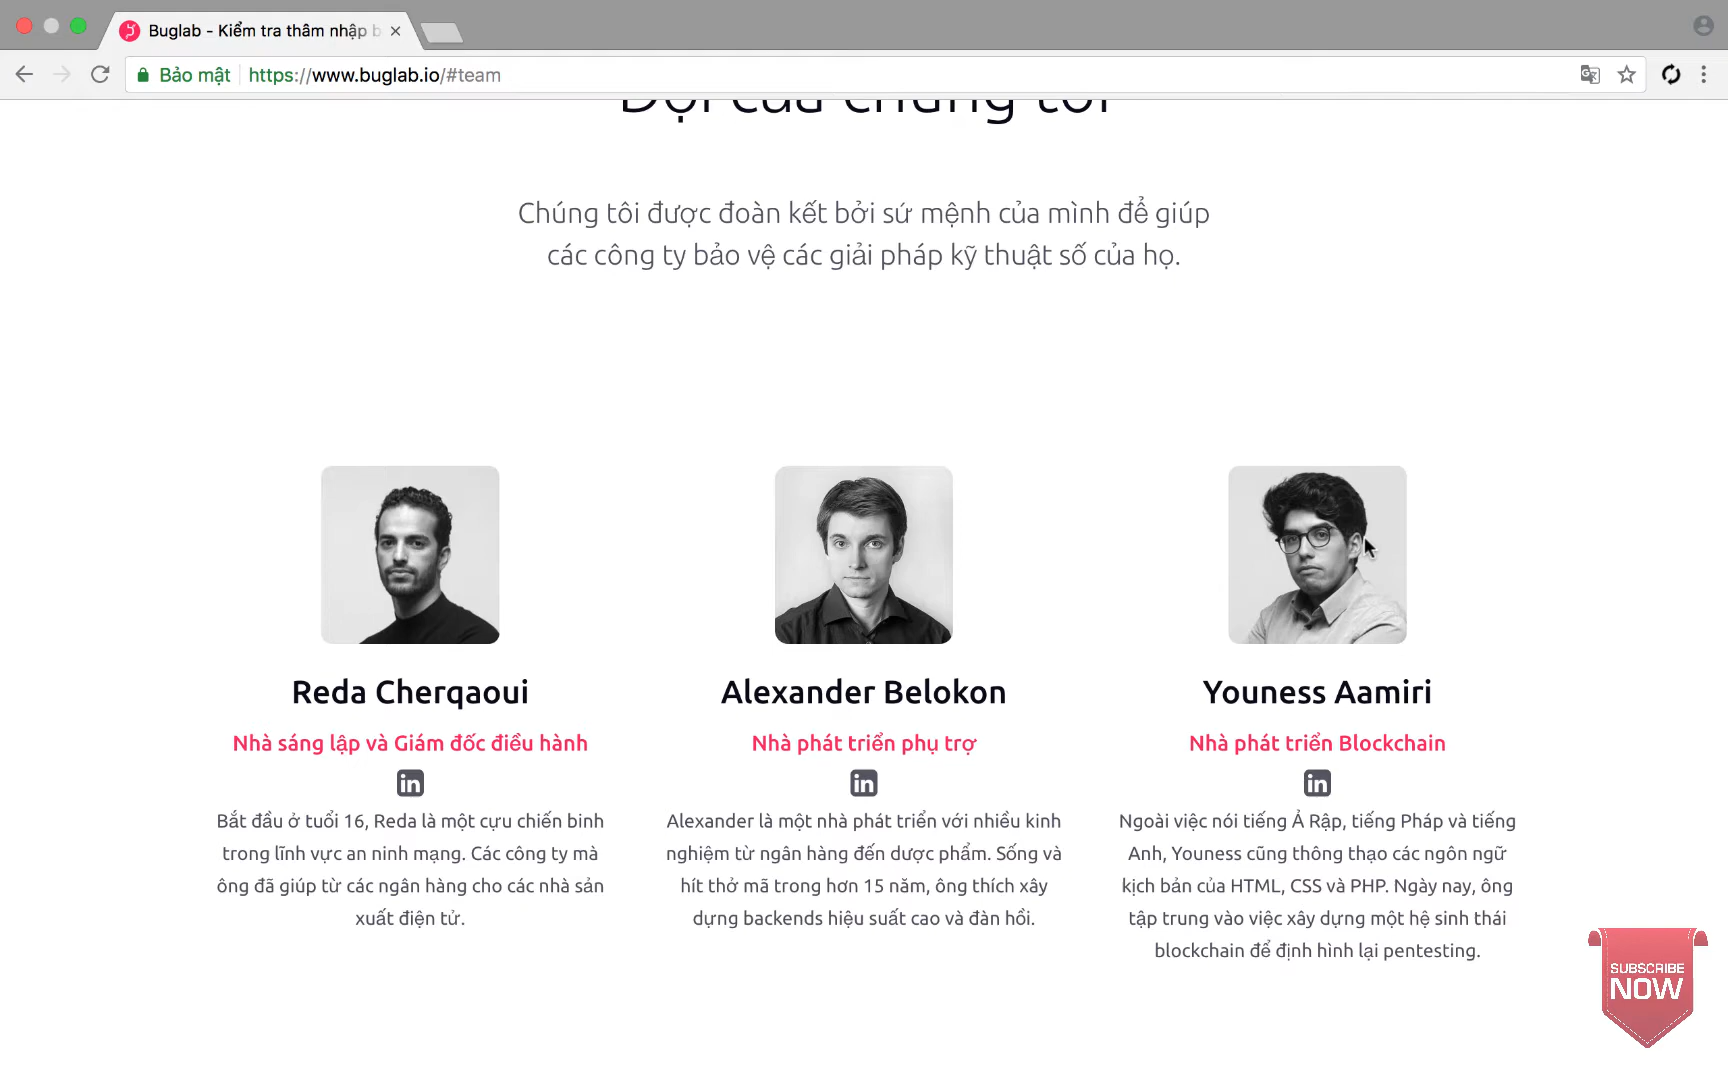 Buglab - Kiểm tra thâm nhập b
Bảo mật
https://www.buglab.io/#team
Đội của chúng tôi
Chúng tôi được đoàn kết bởi sứ mệnh của mình để giúp
các công ty bảo vệ các giải pháp kỹ thuật số của họ.
Reda Cherqaoui
Nhà sáng lập và Giám đốc điều hành
in
Bắt đầu ở tuổi 16, Reda là một cựu chiến binh
trong lĩnh vực an ninh mạng. Các công ty mà
ông đã giúp từ các ngân hàng cho các nhà sản
xuất điện tử.
Alexander Belokon
Nhà phát triển phụ trợ
in
Alexander là một nhà phát triển với nhiều kinh
nghiệm từ ngân hàng đến dược phẩm. Sống và
hít thở mã trong hơn 15 năm, ông thích xây
dựng backends hiệu suất cao và đàn hồi.
Youness Aamiri
Nhà phát triển Blockchain
in
Ngoài việc nói tiếng Ả Rập, tiếng Pháp và tiếng
Anh, Youness cũng thông thạo các ngôn ngữ
kịch bản của HTML, CSS và PHP. Ngày nay, ông
tập trung vào việc xây dựng một hệ sinh thái
blockchain để định hình lại pentesting.
SUBSCRIBE
NOW